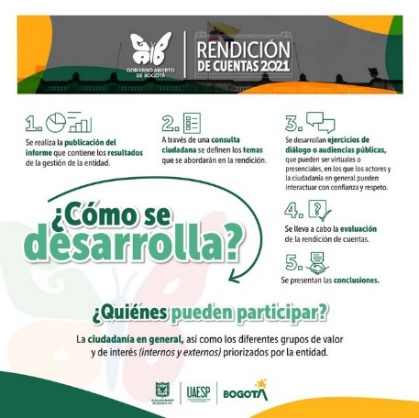 GOBIERNO ABIERTO
DE BOGOTÁ
RENDICIÓN
DE CUENTAS 2021
1.
Se realiza la publicación del
informe que contiene los resultados
de la gestión de la entidad.
2.
A través de una consulta
ciudadana se definen los temas
que se abordarán en la rendición.
3.
Se desarrollan ejercicios de
diálogo o audiencias públicas,
que pueden ser virtuales o
presenciales, en los que los actores y
la ciudadanía en general pueden
interactuar con confianza y respeto.
4.
Se lleva a cabo la evaluación
de la rendición de cuentas.
5.
Se presentan las conclusiones.
¿Cómo se
desarrolla?
¿Quiénes pueden participar?
La ciudadanía en general, así como los diferentes grupos de valor
y de interés (internos y externos) priorizados por la entidad.
ALCALDÍA MAYOR
DE BOGOTÁ D.C.
UAESP
BOGOTÁ